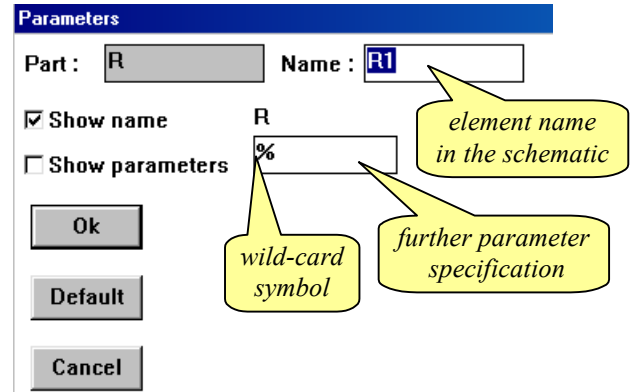 Parameters
Part : R Name : R1
Show name
R
element name
in the schematic
Show parameters
%
Ok
wild-card
symbol
further parameter
specification
Default
Cancel